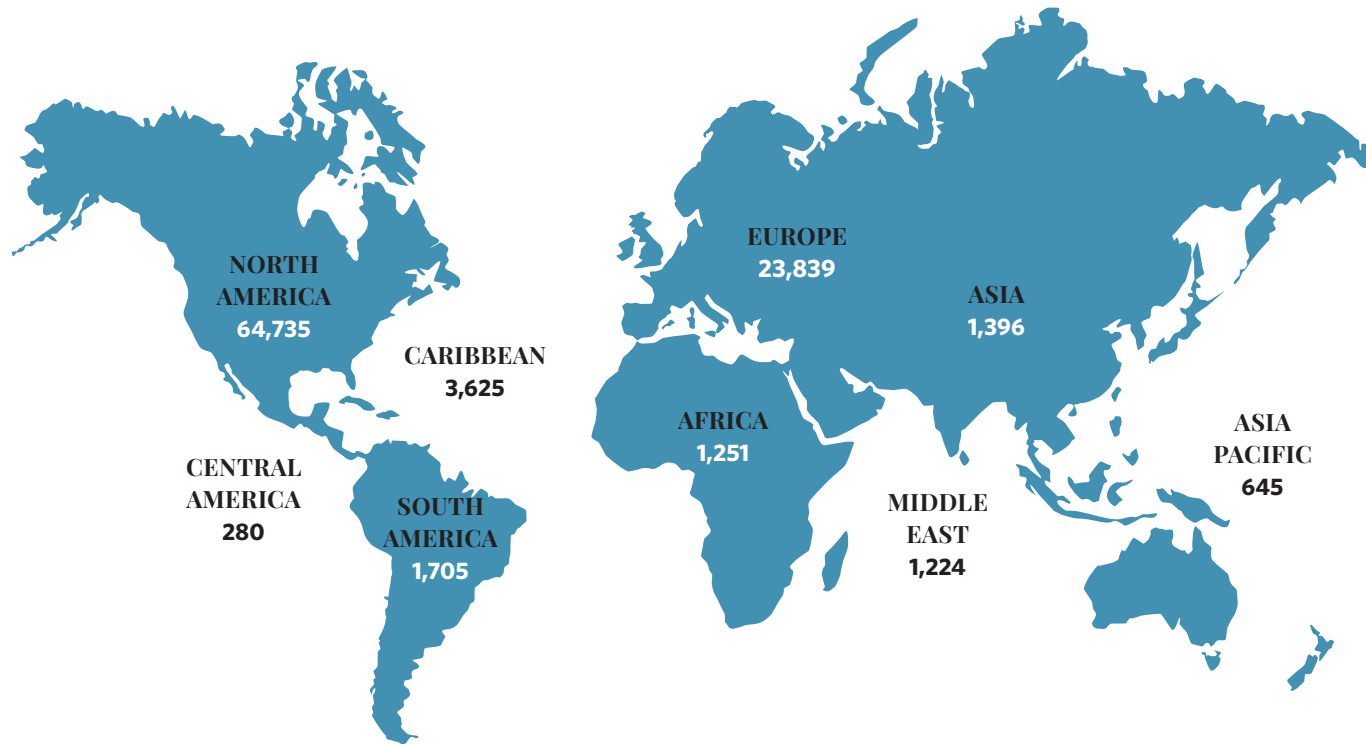 NORTH
AMERICA
64,735
CARIBBEAN
3,625
CENTRAL
AMERICA
280
SOUTH
AMERICA
1,705
EUROPE
23,839
ASIA
1,396
AFRICA
1,251
MIDDLE
EAST
1,224
ASIA
PACIFIC
645